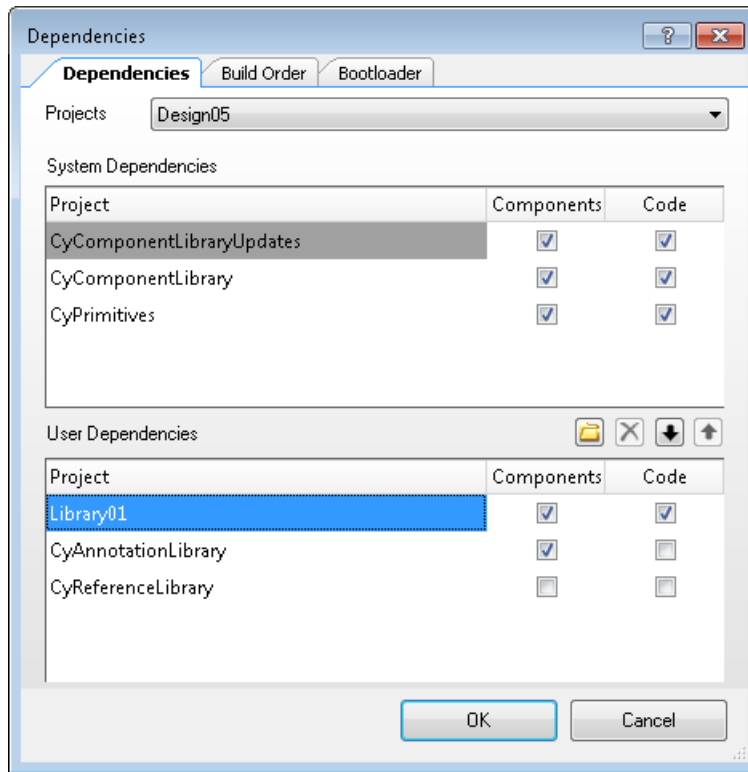 Dependencies
Dependencies Build Order Bootloader
Projects Design05
System Dependencies
Project Components Code
CyComponentLibraryUpdates
CyComponentLibrary
CyPrimitives
User Dependencies
Project Components Code
Library01
CyAnnotationLibrary
CyReferenceLibrary
OK Cancel